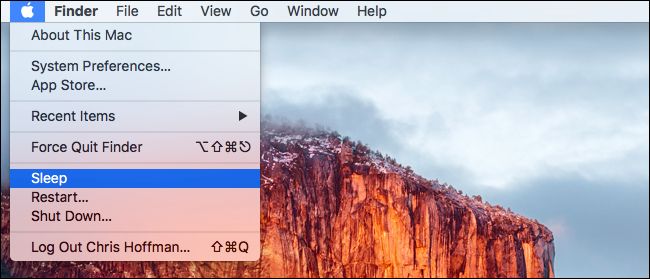 Finder File Edit View Go Window Help
About This Mac
System Preferences...
App Store...
Recent Items ▶
Force Quit Finder ⌥⇧⌘⎋
Sleep
Restart...
Shut Down...
Log Out Chris Hoffman... ⇧⌘Q